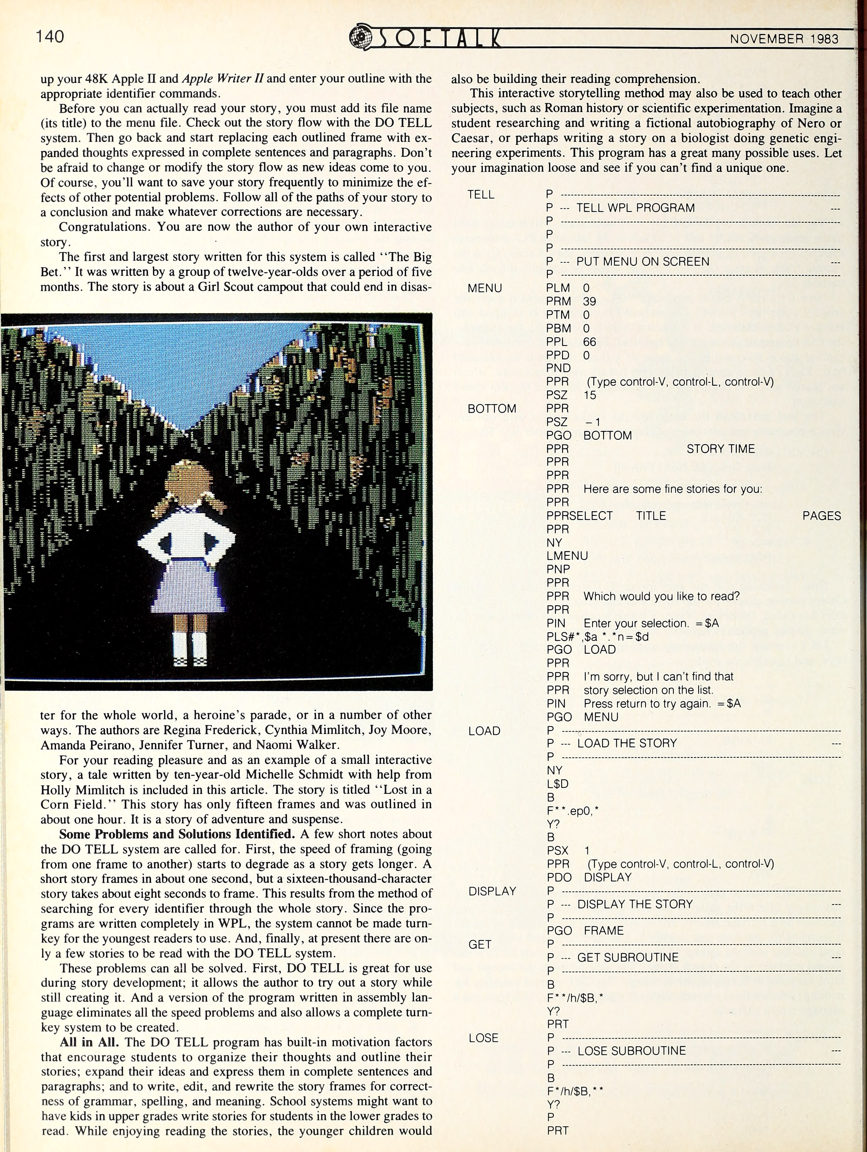 140
SOFTALK
NOVEMBER 1983
up your 48K Apple II and Apple Writer II and enter your outline with the
appropriate identifier commands.
Before you can actually read your story, you must add its file name
(its title) to the menu file. Check out the story flow with the DO TELL
system. Then go back and start replacing each outlined frame with ex-
panded thoughts expressed in complete sentences and paragraphs. Don't
be afraid to change or modify the story flow as new ideas come to you.
Of course, you'll want to save your story frequently to minimize the ef-
fects of other potential problems. Follow all of the paths of your story to
a conclusion and make whatever corrections are necessary.
Congratulations. You are now the author of your own interactive
story.
The first and largest story written for this system is called "The Big
Bet." It was written by a group of twelve-year-olds over a period of five
months. The story is about a Girl Scout campout that could end in disas-
ter for the whole world, a heroine's parade, or in a number of other
ways. The authors are Regina Frederick, Cynthia Mimlitch, Joy Moore,
Amanda Peirano, Jennifer Turner, and Naomi Walker.
For your reading pleasure and as an example of a small interactive
story, a tale written by ten-year-old Michelle Schmidt with help from
Holly Mimlitch is included in this article. The story is titled "Lost in a
Corn Field." This story has only fifteen frames and was outlined in
about one hour. It is a story of adventure and suspense.
Some Problems and Solutions Identified. A few short notes about
the DO TELL system are called for. First, the speed of framing (going
from one frame to another) starts to degrade as a story gets longer. A
short story frames in about one second, but a sixteen-thousand-character
story takes about eight seconds to frame. This results from the method of
searching for every identifier through the whole story. Since the pro-
grams are written completely in WPL, the system cannot be made turn-
key for the youngest readers to use. And, finally, at present there are on-
ly a few stories to be read with the DO TELL system.
These problems can all be solved. First, DO TELL is great for use
during story development; it allows the author to try out a story while
still creating it. And a version of the program written in assembly lan-
guage eliminates all the speed problems and also allows a complete turn-
key system to be created.
All in All. The DO TELL program has built-in motivation factors
that encourage students to organize their thoughts and outline their
stories; expand their ideas and express them in complete sentences and
paragraphs; and to write, edit, and rewrite the story frames for correct-
ness of grammar, spelling, and meaning. School systems might want to
have kids in upper grades write stories for students in the lower grades to
read. While enjoying reading the stories, the younger children would
also be building their reading comprehension.
This interactive storytelling method may also be used to teach other
subjects, such as Roman history or scientific experimentation. Imagine a
student researching and writing a fictional autobiography of Nero or
Caesar, or perhaps writing a story on a biologist doing genetic engi-
neering experiments. This program has a great many possible uses. Let
your imagination loose and see if you can't find a unique one.
TELL P ---
P --- TELL WPL PROGRAM ---
P ---
P
P ---
P --- PUT MENU ON SCREEN ---
P ---
MENU PLM 0
PRM 39
PTM 0
PBM 0
PPL 66
PPD 0
PND
PPR (Type control-V, control-L, control-V)
PSZ 15
BOTTOM PPR
PSZ -1
PGO BOTTOM
PPR STORY TIME
PPR
PPR
PPR Here are some fine stories for you:
PPR
PPRSELECT TITLE PAGES
PPR
NY
LMENU
PNP
PPR
PPR Which would you like to read?
PPR
PIN Enter your selection. =$A
PLS#*,$a *.*n=$d
PGO LOAD
PPR
PPR I'm sorry, but I can't find that
PPR story selection on the list.
PIN Press return to try again. =$A
PGO MENU
LOAD P ---
P --- LOAD THE STORY ---
P ---
NY
L$D
B
F**.ep0,*
Y?
B
PSX 1
PPR (Type control-V, control-L, control-V)
PDO DISPLAY
DISPLAY P ---
P --- DISPLAY THE STORY ---
P ---
PGO FRAME
GET P ---
P --- GET SUBROUTINE ---
P ---
B
F**/h/$B,*
Y?
PRT
LOSE P ---
P --- LOSE SUBROUTINE ---
P ---
B
F*/h/$B,**
Y?
P
PRT